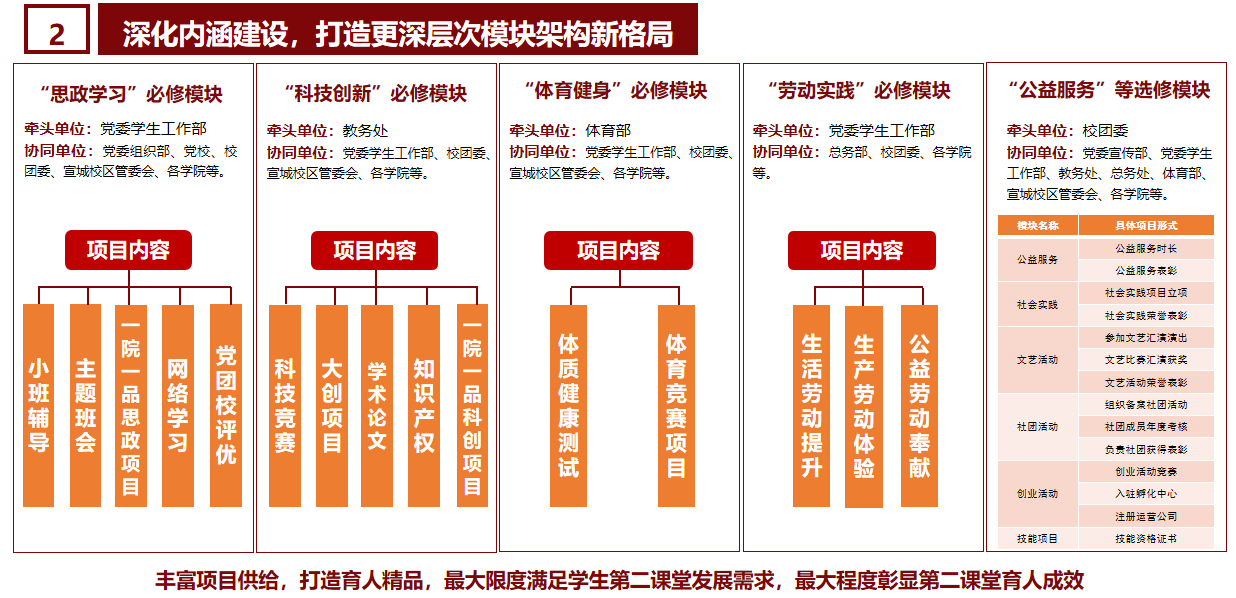 2
深化内涵建设，打造更深层次模块架构新格局
“思政学习”必修模块
牵头单位：党委学生工作部
协同单位：党委组织部、党校、校
团委、宣城校区管委会、各学院等。
项目内容
小班辅导
主题班会
一院一品思政项目
网络学习
党团校评优
“科技创新”必修模块
牵头单位：教务处
协同单位：党委学生工作部、校团委、
宣城校区管委会、各学院等。
项目内容
科技竞赛
大创项目
学术论文
知识产权
一院一品科创项目
“体育健身”必修模块
牵头单位：体育部
协同单位：党委学生工作部、校团委、
宣城校区管委会、各学院等。
项目内容
体质健康测试
体育竞赛项目
“劳动实践”必修模块
牵头单位：党委学生工作部
协同单位：总务部、校团委、各学院
等。
项目内容
生活劳动提升
生产劳动体验
公益劳动奉献
“公益服务”等选修模块
牵头单位：校团委
协同单位：党委宣传部、党委学生
工作部、教务处、总务部、体育部、
宣城校区管委会、各学院等。
模块名称 具体项目形式
公益服务 公益服务时长
公益服务表彰
社会实践 社会实践项目立项
社会实践荣誉表彰
文艺活动 参加文艺汇演演出
文艺比赛汇演获奖
文艺活动荣誉表彰
社团活动 组织备案社团活动
社团成员年度考核
负责社团获得表彰
创业活动 创业活动竞赛
入驻孵化中心
注册运营公司
技能项目 技能资格证书
丰富项目供给，打造育人精品，最大限度满足学生第二课堂发展需求，最大程度彰显第二课堂育人成效